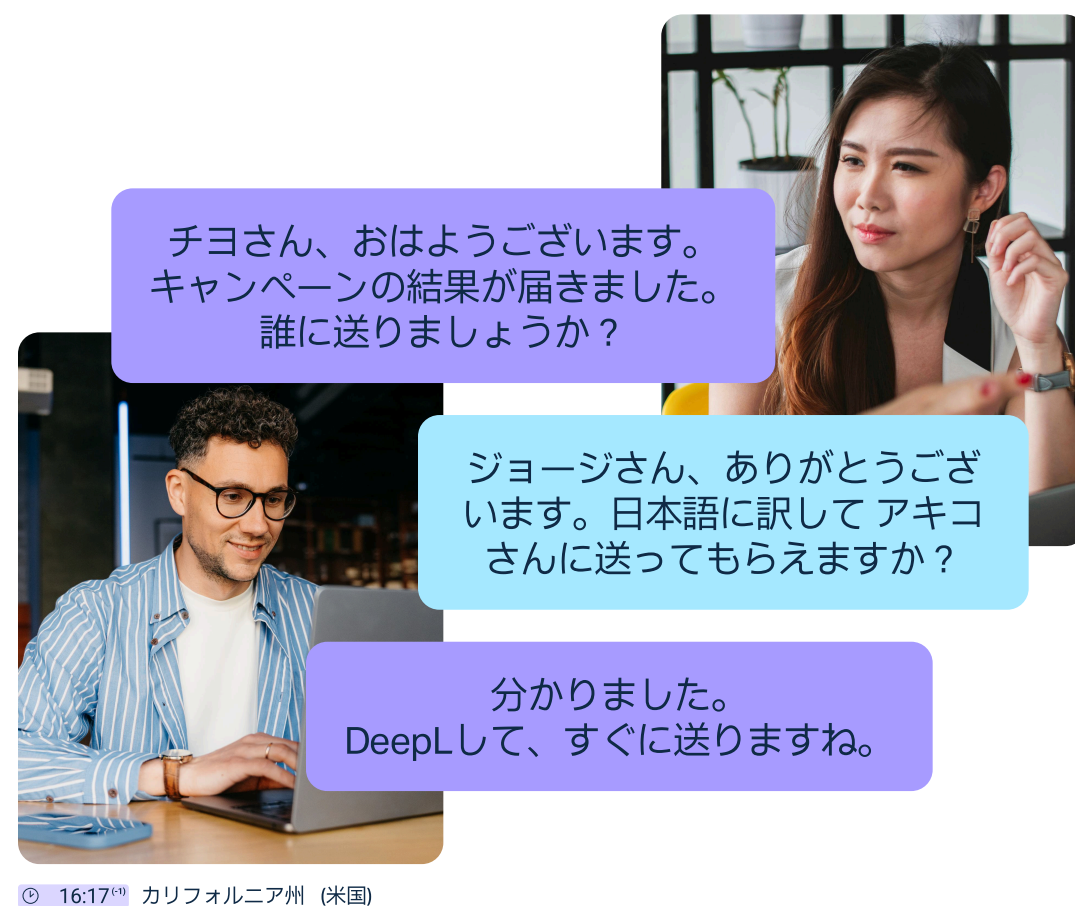 チヨさん、おはようございます。
キャンペーンの結果が届きました。
誰に送りましょうか？
ジョージさん、ありがとうござ
います。日本語に訳して アキコ
さんに送ってもらえますか？
分かりました。
DeepLして、すぐに送りますね。
16:17(-1) カリフォルニア州 (米国)